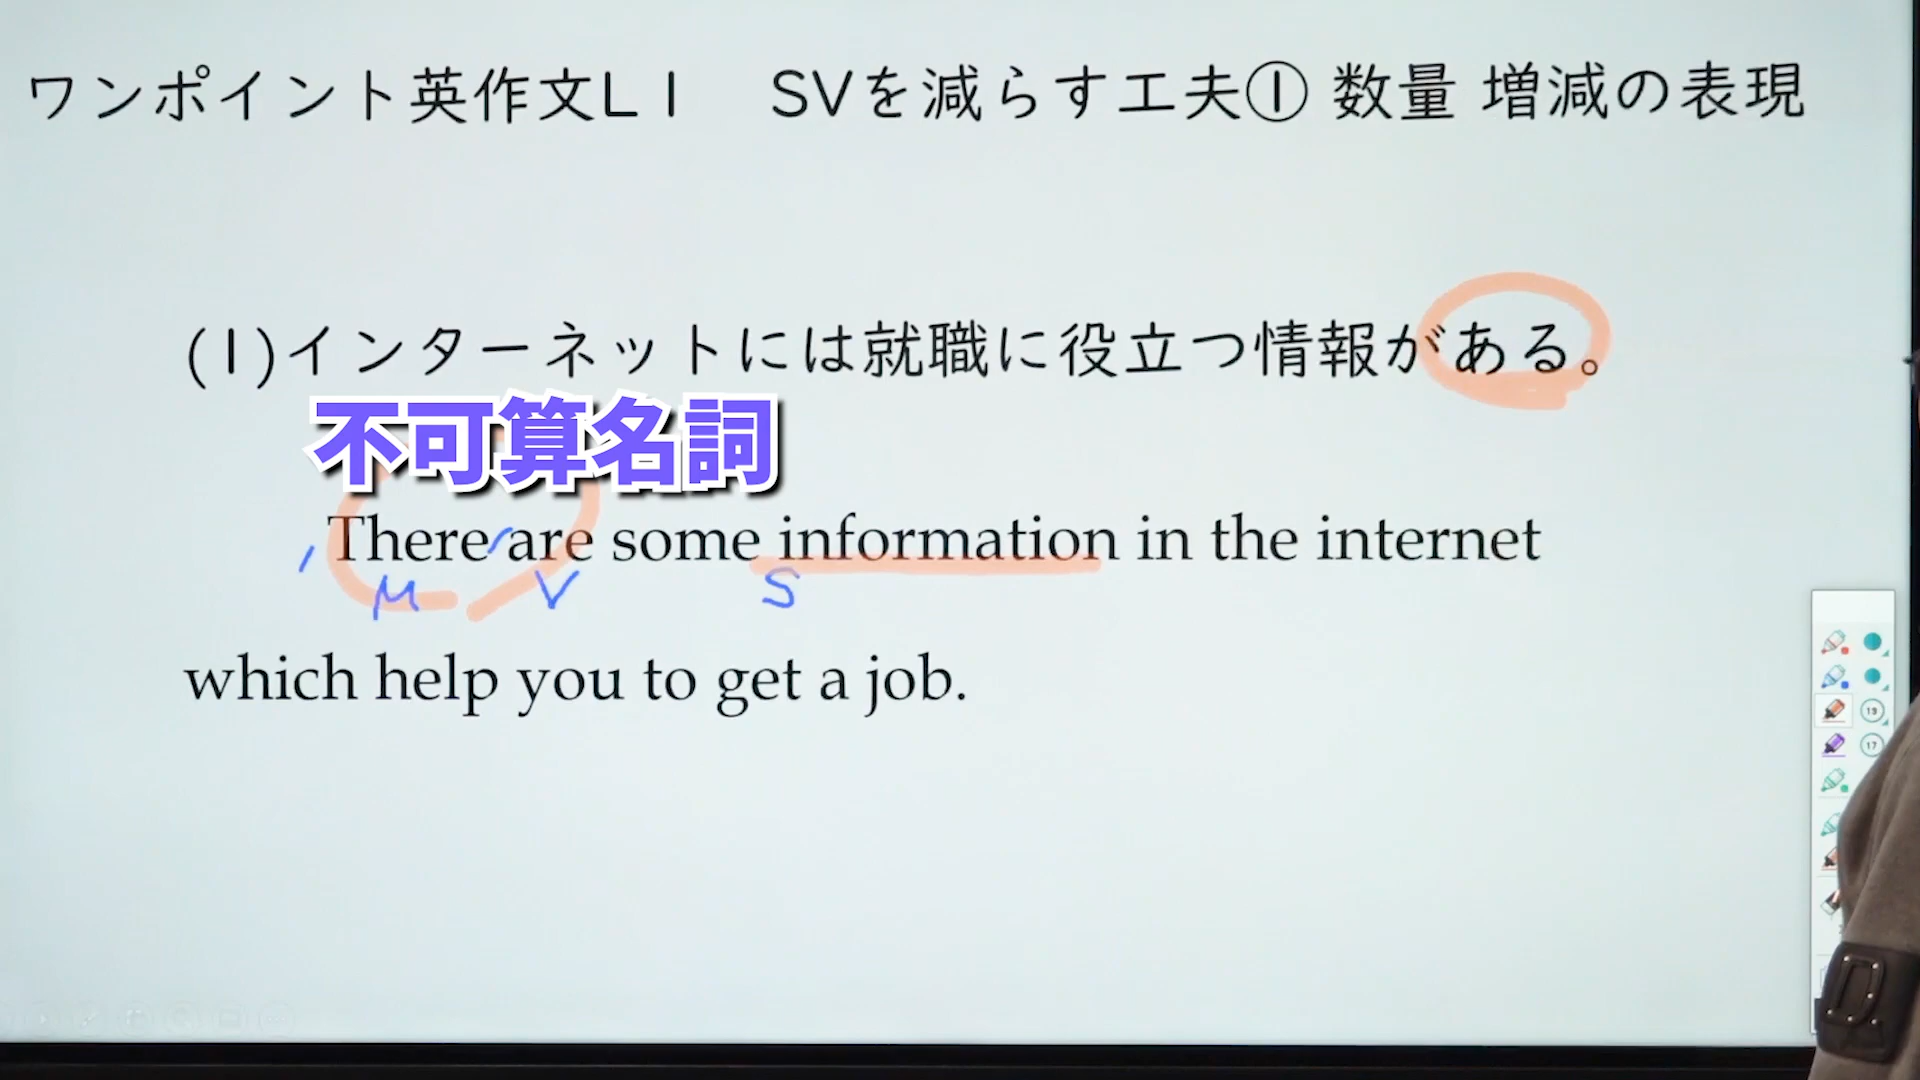 ワンポイント英作文L1 SVを減らす工夫① 数量 増減の表現
(1)インターネットには就職に役立つ情報がある。
不可算名詞
There are some information in the internet
M V S
which help you to get a job.
19
17
D